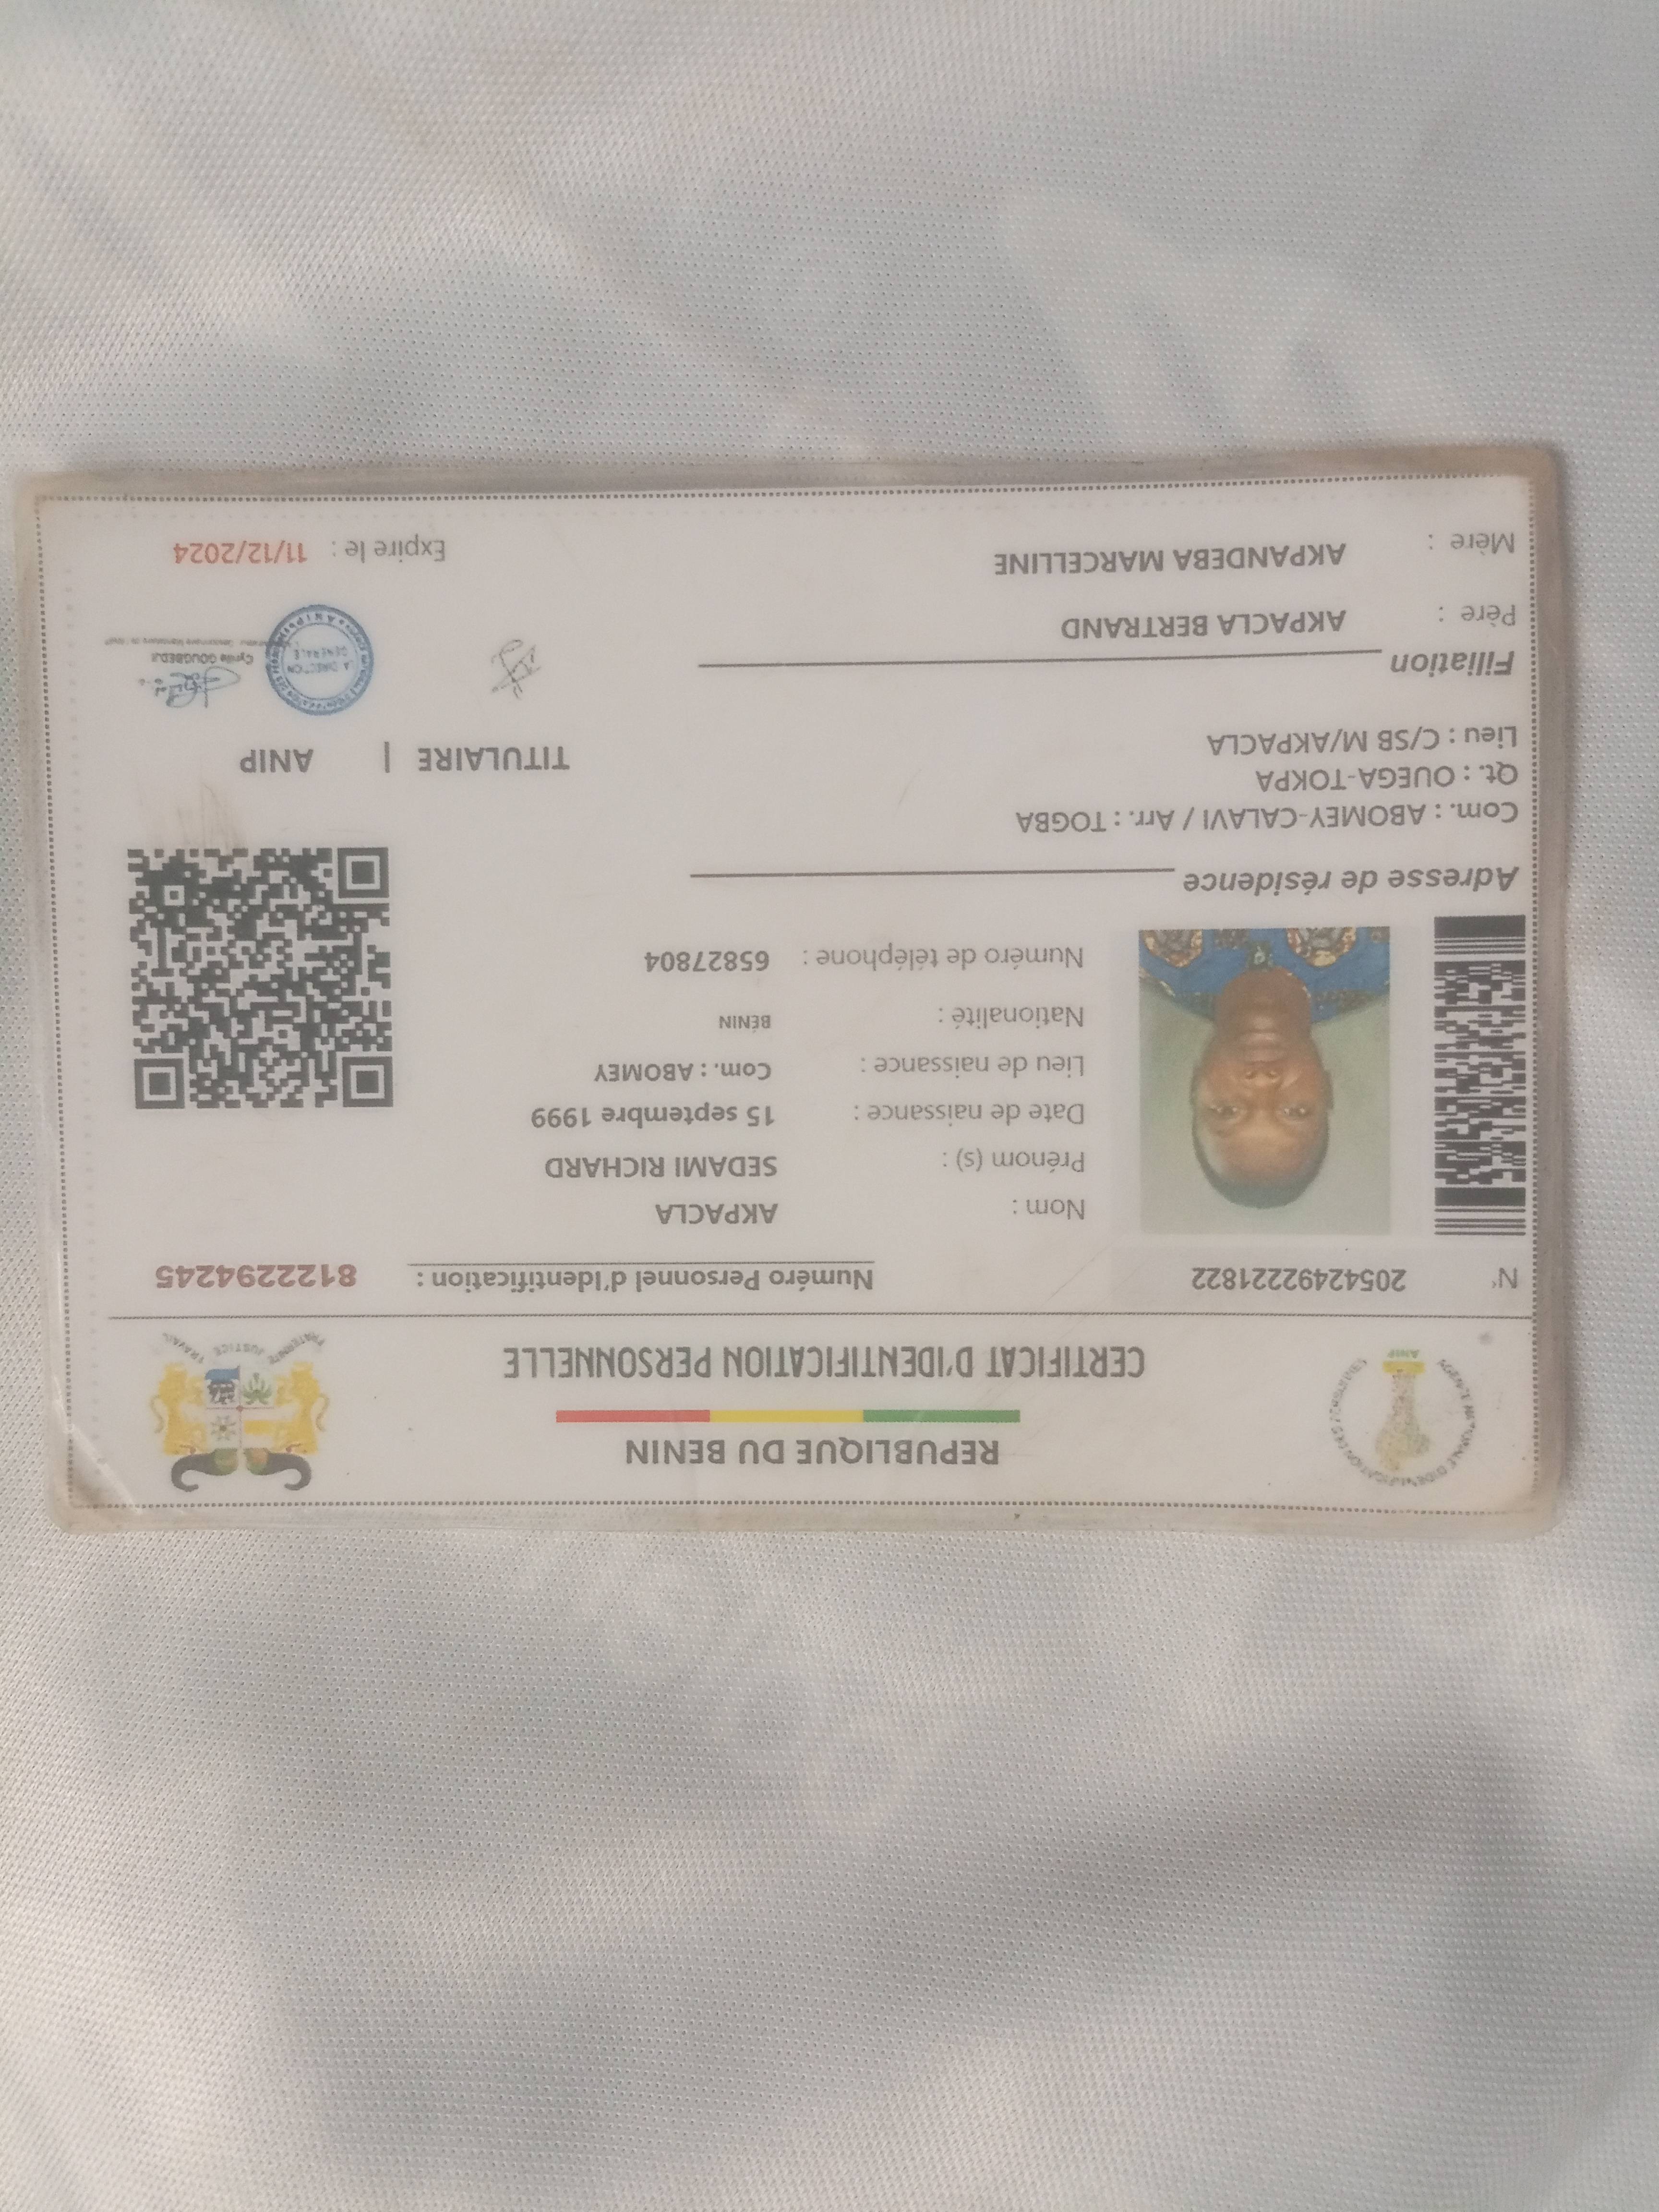 REPUBLIQUE DU BENIN
CERTIFICAT D'IDENTIFICATION PERSONNELLE
AGENCE NATIONALE D'IDENTIFICATION DES PERSONNES
ANIP
FRATERNITE JUSTICE TRAVAIL
N° 20542492221822
Numéro Personnel d'Identification : 8122294245
Nom : AKPACLA
Prénom (s) : SEDAMI RICHARD
Date de naissance : 15 septembre 1999
Lieu de naissance : Com. : ABOMEY
Nationalité : BÉNIN
Numéro de téléphone : 65827804
Adresse de résidence
Com. : ABOMEY-CALAVI / Arr. : TOGBA
Qt. : OUEGA-TOKPA
Lieu : C/SB M/AKPACLA
TITULAIRE | ANIP
Filiation
Père : AKPACLA BERTRAND
Mère : AKPANDEBA MARCELLINE
LA DIRECTION
GENERALE
Cyrille GOUGBEDJI
Expire le : 11/12/2024